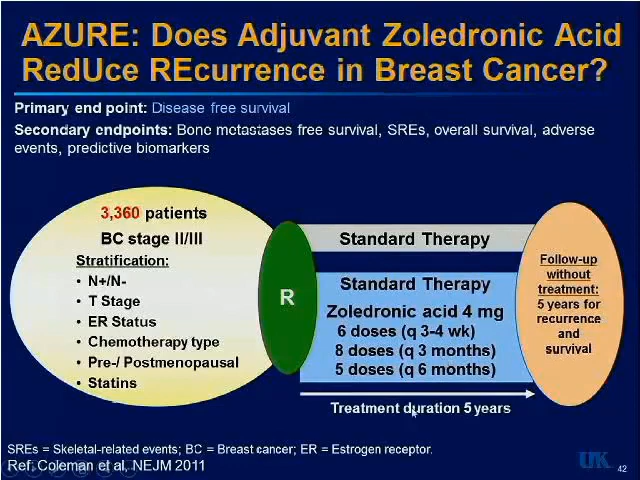 AZURE: Does Adjuvant Zoledronic Acid
RedUce REcurrence in Breast Cancer?
Primary end point: Disease free survival
Secondary endpoints: Bone metastases free survival, SREs, overall survival, adverse
events, predictive biomarkers
3,360 patients
BC stage II/III
Stratification:
• N+/N-
• T Stage
• ER Status
• Chemotherapy type
• Pre-/ Postmenopausal
• Statins
R
Standard Therapy
Standard Therapy
Zoledronic acid 4 mg
6 doses (q 3-4 wk)
8 doses (q 3 months)
5 doses (q 6 months)
Treatment duration 5 years
Follow-up
without
treatment:
5 years for
recurrence
and
survival
SREs = Skeletal-related events; BC = Breast cancer; ER = Estrogen receptor.
Ref, Coleman et al, NEJM 2011
UK
42